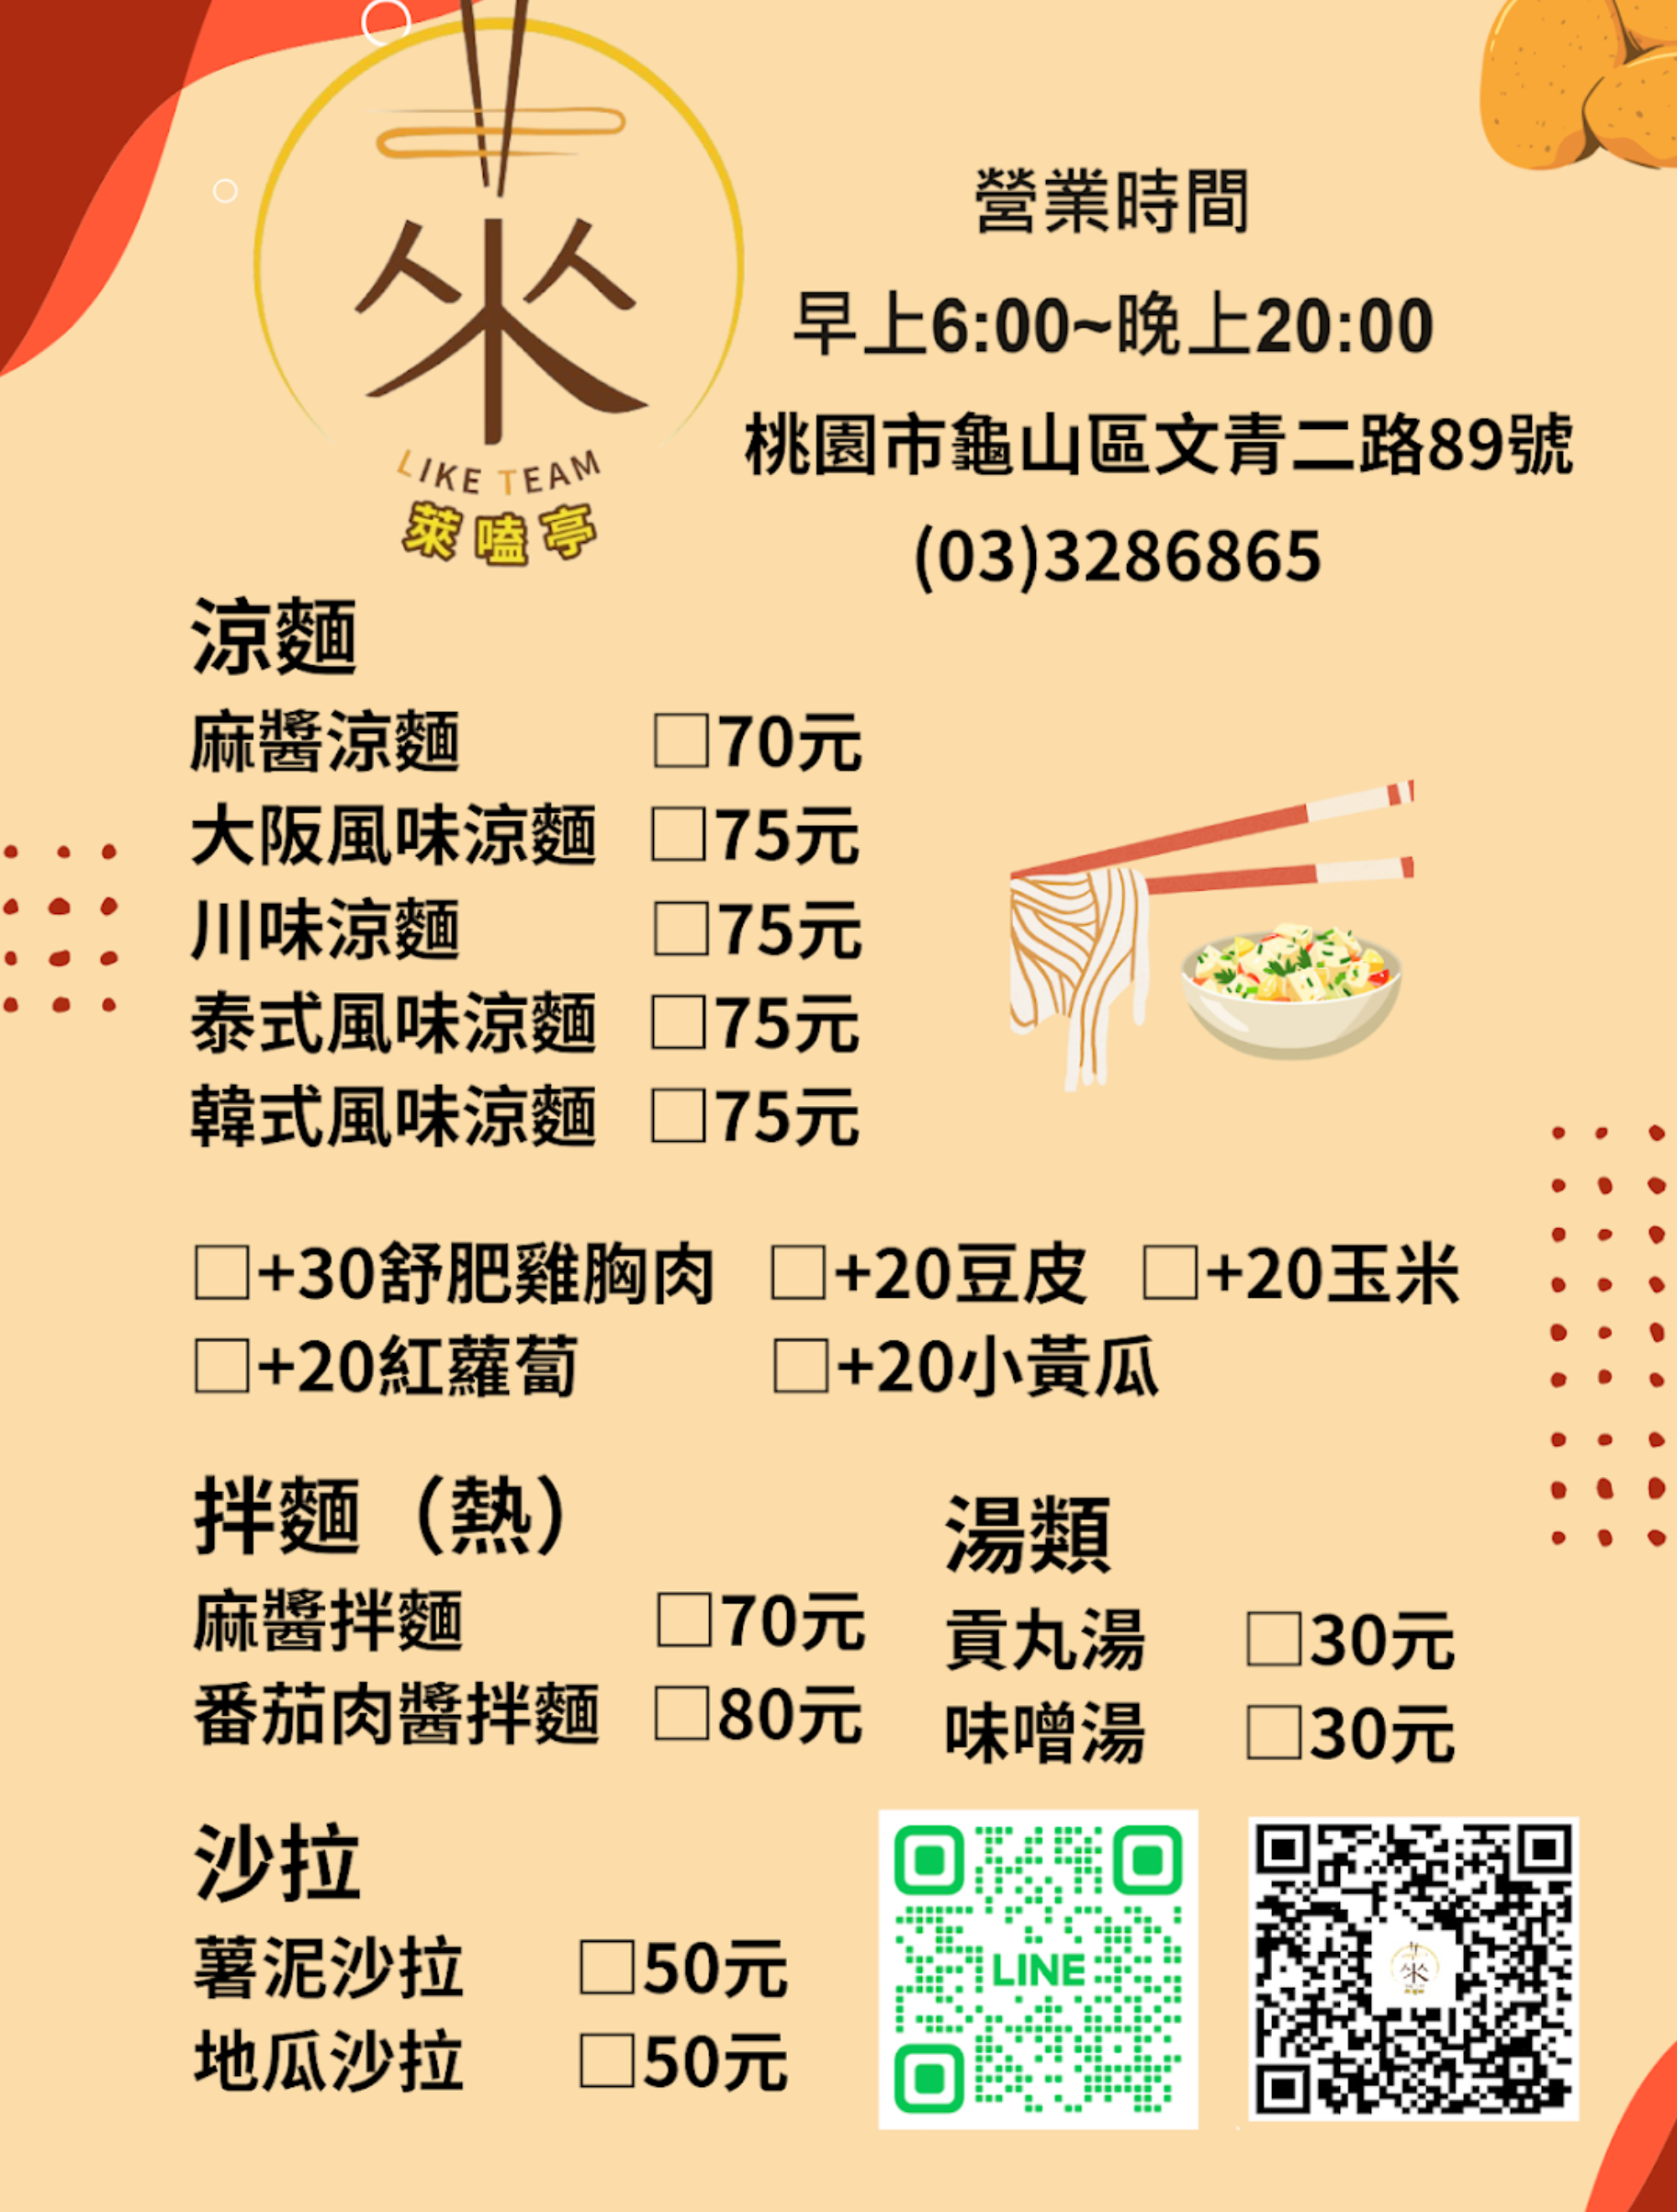 LIKE TEAM
萊嗑亭
營業時間
早上6:00~晚上20:00
桃園市龜山區文青二路89號
(03)3286865
涼麵
麻醬涼麵 □70元
大阪風味涼麵 □75元
川味涼麵 □75元
泰式風味涼麵 □75元
韓式風味涼麵 □75元
□+30舒肥雞胸肉 □+20豆皮 □+20玉米
□+20紅蘿蔔 □+20小黃瓜
拌麵（熱）
麻醬拌麵 □70元
番茄肉醬拌麵 □80元
湯類
貢丸湯 □30元
味噌湯 □30元
沙拉
薯泥沙拉 □50元
地瓜沙拉 □50元
LINE